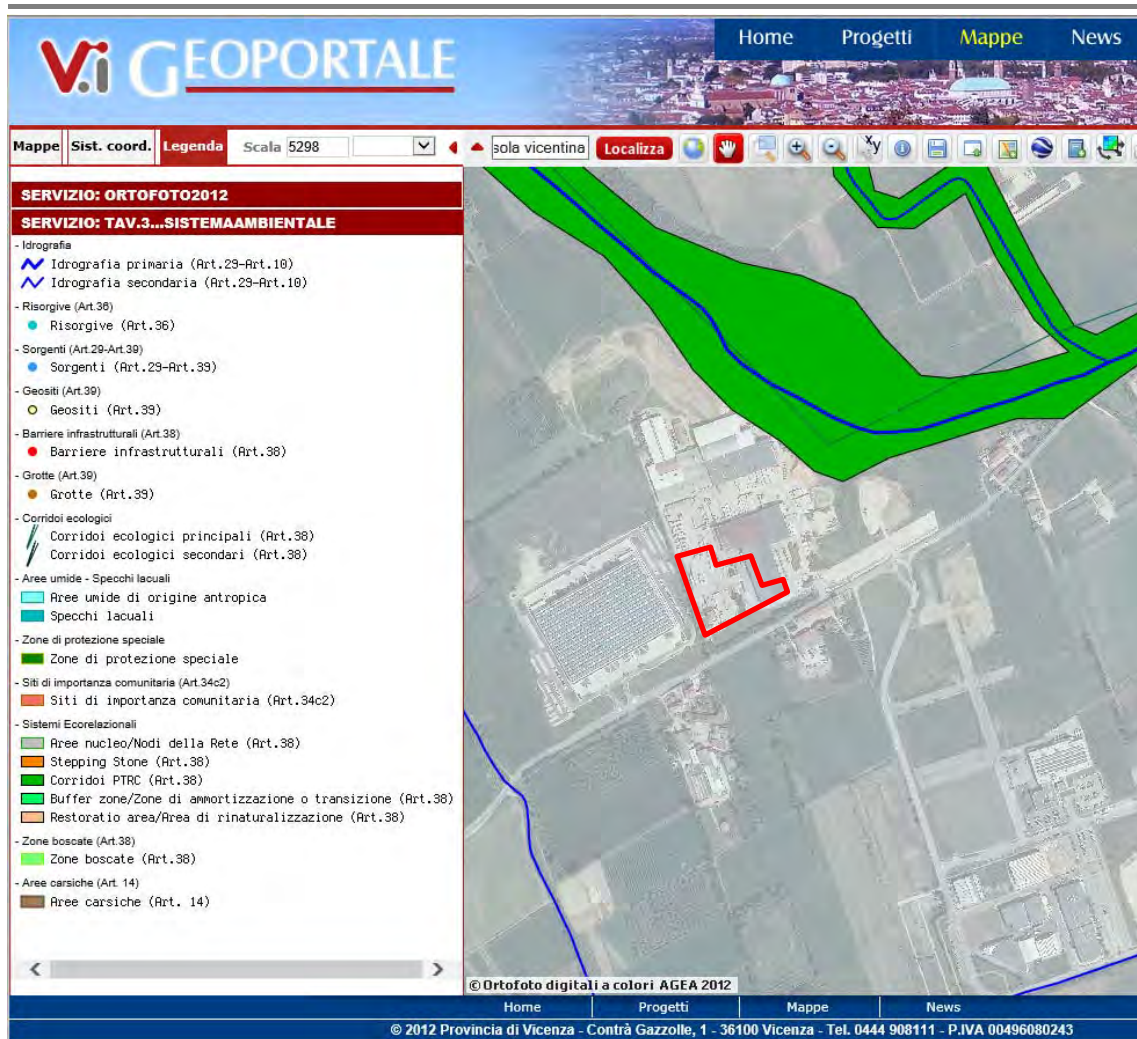 V.i GEOPORTALE
Home Progetti Mappe News
Mappe Sist. coord. Legenda Scala 5298 sola vicentina Localizza xy
SERVIZIO: ORTOFOTO2012
SERVIZIO: TAV.3...SISTEMAAMBIENTALE
- Idrografia
Idrografia primaria (Art.29-Art.10)
Idrografia secondaria (Art.29-Art.10)
- Risorgive (Art.36)
Risorgive (Art.36)
- Sorgenti (Art.29-Art.39)
Sorgenti (Art.29-Art.39)
- Geositi (Art.39)
Geositi (Art.39)
- Barriere infrastrutturali (Art.38)
Barriere infrastrutturali (Art.38)
- Grotte (Art.39)
Grotte (Art.39)
- Corridoi ecologici
Corridoi ecologici principali (Art.38)
Corridoi ecologici secondari (Art.38)
- Aree umide - Specchi lacuali
Aree umide di origine antropica
Specchi lacuali
- Zone di protezione speciale
Zone di protezione speciale
- Siti di importanza comunitaria (Art.34c2)
Siti di importanza comunitaria (Art.34c2)
- Sistemi Ecorelazionali
Aree nucleo/Nodi della Rete (Art.38)
Stepping Stone (Art.38)
Corridoi PTRC (Art.38)
Buffer zone/Zone di ammortizzazione o transizione (Art.38)
Restoratio area/Area di rinaturalizzazione (Art.38)
- Zone boscate (Art.38)
Zone boscate (Art.38)
- Aree carsiche (Art. 14)
Aree carsiche (Art. 14)
© Ortofoto digitali a colori AGEA 2012
Home Progetti Mappe News
© 2012 Provincia di Vicenza - Contrà Gazzolle, 1 - 36100 Vicenza - Tel. 0444 908111 - P.IVA 00496080243